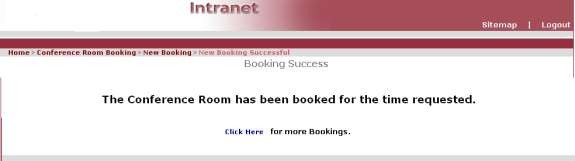 Intranet
Sitemap | Logout
Home > Conference Room Booking > New Booking > New Booking Successful
Booking Success
The Conference Room has been booked for the time requested.
Click Here for more Bookings.